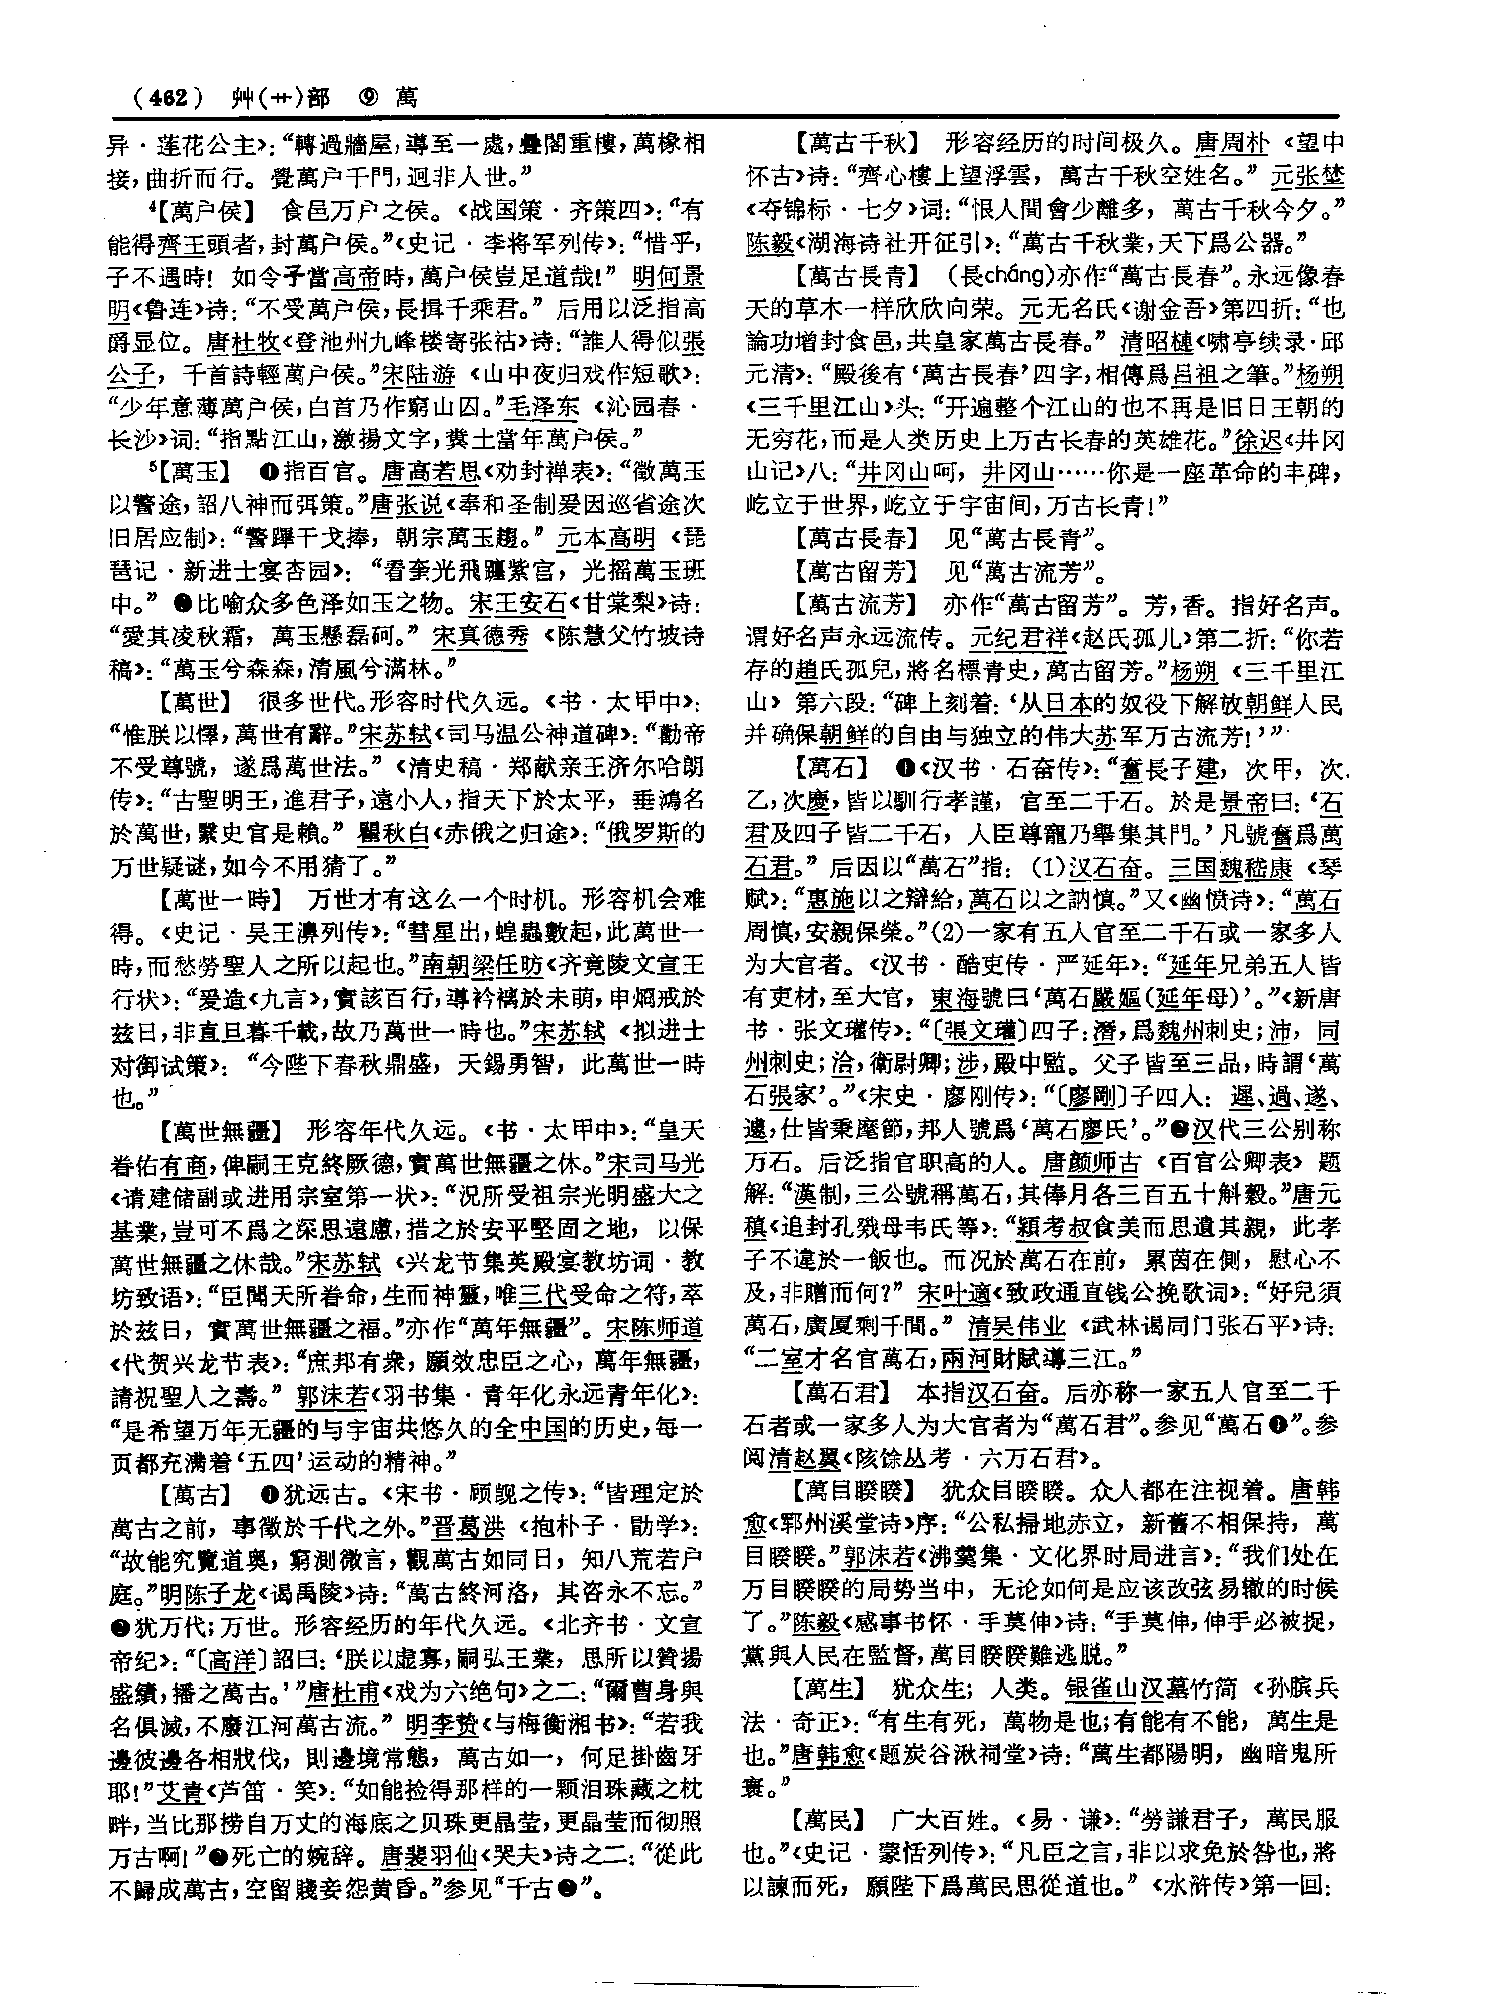 (462) 艸(艹)部 ⑨ 萬
异·莲花公主》：“轉過牆屋，導至一處，疊閣重樓，萬椽相
接，曲折而行。覺萬户千門，迥非人世。”
4【萬户侯】 食邑万户之侯。《战国策·齐策四》：“有
能得齊王頭者，封萬户侯。”《史记·李将军列传》：“惜乎，
子不遇時！如令子當高帝時，萬户侯豈足道哉！”明何景
明《鲁连》诗：“不受萬户侯，長揖千乘君。”后用以泛指高
爵显位。唐杜牧《登池州九峰楼寄张祜》诗：“誰人得似張
公子，千首詩輕萬户侯。”宋陆游《山中夜归戏作短歌》：
“少年意薄萬户侯，白首乃作窮山囚。”毛泽东《沁园春·
长沙》词：“指點江山，激揚文字，糞土當年萬户侯。”
5【萬玉】 ❶指百官。唐高若思《劝封禅表》：“徵萬玉
以警途，詔八神而弭策。”唐张说《奉和圣制爰因巡省途次
旧居应制》：“警蹕干戈捧，朝宗萬玉趨。”元本高明《琵
琶记·新进士宴杏园》：“看奎光飛躔紫宫，光摇萬玉班
中。”❷比喻众多色泽如玉之物。宋王安石《甘棠梨》诗：
“愛其凌秋霜，萬玉懸磊砢。”宋真德秀《陈慧父竹坡诗
稿》：“萬玉兮森森，清風兮滿林。”
【萬世】 很多世代。形容时代久远。《书·太甲中》：
“惟朕以懌，萬世有辭。”宋苏轼《司马温公神道碑》：“勸帝
不受尊號，遂爲萬世法。”《清史稿·郑献亲王济尔哈朗
传》：“古聖明王，進君子，遠小人，指天下於太平，垂鴻名
於萬世，繄史官是賴。”瞿秋白《赤俄之归途》：“俄罗斯的
万世疑谜，如今不用猜了。”
【萬世一時】 万世才有这么一个时机。形容机会难
得。《史记·吴王濞列传》：“彗星出，蝗蟲數起，此萬世一
時，而愁勞聖人之所以起也。”南朝梁任昉《齐竟陵文宣王
行状》：“爰造《九言》，實該百行，導衿褵於未萌，申烱戒於
兹日，非直旦暮千載，故乃萬世一時也。”宋苏轼《拟进士
对御试策》：“今陛下春秋鼎盛，天錫勇智，此萬世一時
也。”
【萬世無疆】 形容年代久远。《书·太甲中》：“皇天
眷佑有商，俾嗣王克終厥德，實萬世無疆之休。”宋司马光
《请建储副或进用宗室第一状》：“況所受祖宗光明盛大之
基業，豈可不爲之深思遠慮，措之於安平堅固之地，以保
萬世無疆之休哉。”宋苏轼《兴龙节集英殿宴教坊词·教
坊致语》：“臣聞天所眷命，生而神靈，唯三代受命之符，萃
於兹日，實萬世無疆之福。”亦作“萬年無疆”。宋陈师道
《代贺兴龙节表》：“庶邦有衆，願效忠臣之心，萬年無疆，
請祝聖人之壽。”郭沫若《羽书集·青年化永远青年化》：
“是希望万年无疆的与宇宙共悠久的全中国的历史，每一
页都充满着‘五四’运动的精神。”
【萬古】 ❶犹远古。《宋书·顾觊之传》：“皆理定於
萬古之前，事徵於千代之外。”晋葛洪《抱朴子·勖学》：
“故能究覽道奥，窮測微言，觀萬古如同日，知八荒若户
庭。”明陈子龙《谒禹陵》诗：“萬古終河洛，其咨永不忘。”
❷犹万代；万世。形容经历的年代久远。《北齐书·文宣
帝纪》：“〔高洋〕詔曰：‘朕以虚寡，嗣弘王業，思所以贊揚
盛績，播之萬古。’”唐杜甫《戏为六绝句》之二：“爾曹身與
名俱滅，不廢江河萬古流。”明李贽《与梅衡湘书》：“若我
邊彼邊各相戕伐，則邊境常態，萬古如一，何足掛齒牙
耶！”艾青《芦笛·笑》：“如能捡得那样的一颗泪珠藏之枕
畔，当比那捞自万丈的海底之贝珠更晶莹，更晶莹而彻照
万古啊！”❸死亡的婉辞。唐裴羽仙《哭夫》诗之二：“從此
不歸成萬古，空留賤妾怨黄昏。”参见“千古❷”。
【萬古千秋】 形容经历的时间极久。唐周朴《望中
怀古》诗：“齊心樓上望浮雲，萬古千秋空姓名。”元张埜
《夺锦标·七夕》词：“恨人間會少離多，萬古千秋今夕。”
陈毅《湖海诗社开征引》：“萬古千秋業，天下爲公器。”
【萬古長青】 （長cháng）亦作“萬古長春”。永远像春
天的草木一样欣欣向荣。元无名氏《谢金吾》第四折：“也
論功增封食邑，共皇家萬古長春。”清昭槤《啸亭续录·邱
元清》：“殿後有‘萬古長春’四字，相傳爲吕祖之筆。”杨朔
《三千里江山》头：“开遍整个江山的也不再是旧日王朝的
无穷花，而是人类历史上万古长春的英雄花。”徐迟《井冈
山记》八：“井冈山呵，井冈山……你是一座革命的丰碑，
屹立于世界，屹立于宇宙间，万古长青！”
【萬古長春】 见“萬古長青”。
【萬古留芳】 见“萬古流芳”。
【萬古流芳】 亦作“萬古留芳”。芳，香。指好名声。
谓好名声永远流传。元纪君祥《赵氏孤儿》第二折：“你若
存的趙氏孤兒，將名標青史，萬古留芳。”杨朔《三千里江
山》第六段：“碑上刻着：‘从日本的奴役下解放朝鲜人民
并确保朝鲜的自由与独立的伟大苏军万古流芳！’”
【萬石】 ❶《汉书·石奋传》：“奮長子建，次甲，次
乙，次慶，皆以馴行孝謹，官至二千石。於是景帝曰：‘石
君及四子皆二千石，人臣尊寵乃舉集其門。’凡號奮爲萬
石君。”后因以“萬石”指：（1）汉石奋。三国魏嵇康《琴
赋》：“惠施以之辯給，萬石以之訥慎。”又《幽愤诗》：“萬石
周慎，安親保榮。”（2）一家有五人官至二千石或一家多人
为大官者。《汉书·酷吏传·严延年》：“延年兄弟五人皆
有吏材，至大官，東海號曰‘萬石嚴嫗（延年母）’。”《新唐
书·张文瓘传》：“〔張文瓘〕四子：潛，爲魏州刺史；沛，同
州刺史；洽，衛尉卿；涉，殿中監。父子皆至三品，時謂‘萬
石張家’。”《宋史·廖刚传》：“〔廖剛〕子四人：遲、過、遂、
遽，仕皆秉麾節，邦人號爲‘萬石廖氏’。”❷汉代三公别称
万石。后泛指官职高的人。唐颜师古《百官公卿表》题
解：“漢制，三公號稱萬石，其俸月各三百五十斛穀。”唐元
稹《追封孔戣母韦氏等》：“潁考叔食美而思遺其親，此孝
子不違於一飯也。而况於萬石在前，累茵在側，慰心不
及，非贈而何？”宋叶適《致政通直钱公挽歌词》：“好兒須
萬石，廣厦剩千間。”清吴伟业《武林谒同门张石平》诗：
“二室才名官萬石，兩河財賦導三江。”
【萬石君】 本指汉石奋。后亦称一家五人官至二千
石者或一家多人为大官者为“萬石君”。参见“萬石❶”。参
阅清赵翼《陔馀丛考·六万石君》。
【萬目睽睽】 犹众目睽睽。众人都在注视着。唐韩
愈《郓州溪堂诗》序：“公私掃地赤立，新舊不相保持，萬
目睽睽。”郭沫若《沸羹集·文化界时局进言》：“我们处在
万目睽睽的局势当中，无论如何是应该改弦易辙的时候
了。”陈毅《感事书怀·手莫伸》诗：“手莫伸，伸手必被捉，
黨與人民在監督，萬目睽睽難逃脱。”
【萬生】 犹众生；人类。银雀山汉墓竹简《孙膑兵
法·奇正》：“有生有死，萬物是也；有能有不能，萬生是
也。”唐韩愈《题炭谷湫祠堂》诗：“萬生都陽明，幽暗鬼所
寰。”
【萬民】 广大百姓。《易·谦》：“勞謙君子，萬民服
也。”《史记·蒙恬列传》：“凡臣之言，非以求免於咎也，將
以諫而死，願陛下爲萬民思從道也。”《水浒传》第一回：